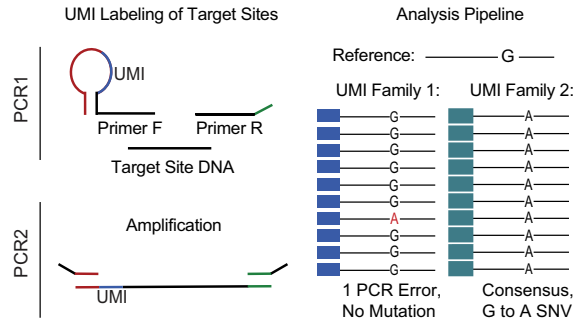 UMI Labeling of Target Sites
PCR1
UMI
Primer F
Primer R
Target Site DNA
PCR2
Amplification
UMI
Analysis Pipeline
Reference: G
UMI Family 1:
G
G
G
G
G
G
A
G
G
G
1 PCR Error,
No Mutation
UMI Family 2:
A
A
A
A
A
A
A
A
A
A
Consensus,
G to A SNV